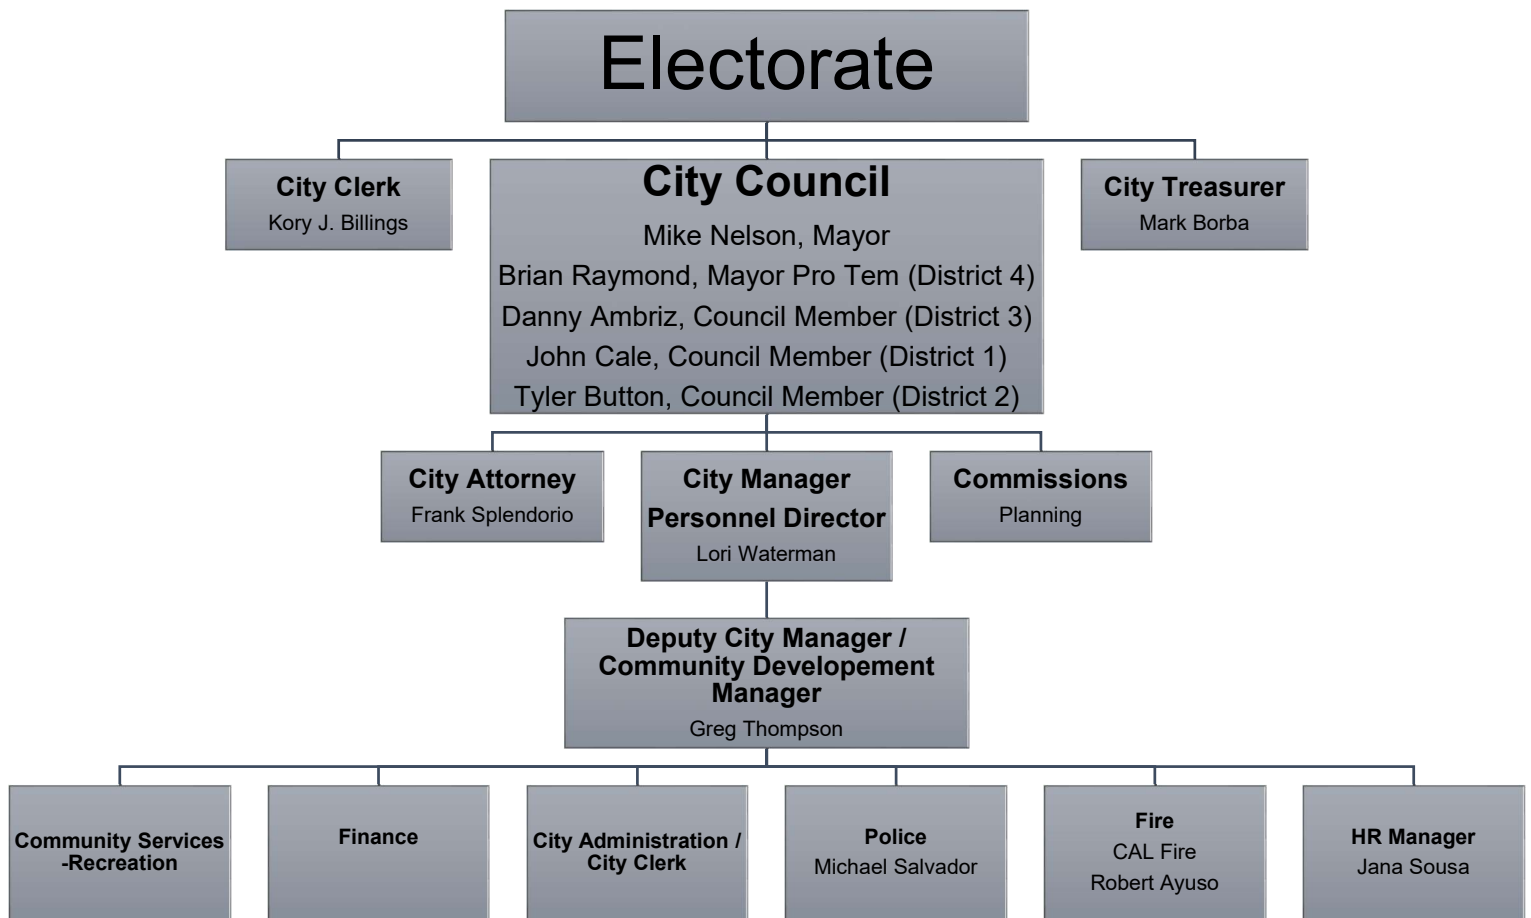 Electorate
City Clerk
Kory J. Billings
City Council
Mike Nelson, Mayor
Brian Raymond, Mayor Pro Tem (District 4)
Danny Ambriz, Council Member (District 3)
John Cale, Council Member (District 1)
Tyler Button, Council Member (District 2)
City Treasurer
Mark Borba
City Attorney
Frank Splendorio
City Manager
Personnel Director
Lori Waterman
Commissions
Planning
Deputy City Manager /
Community Developement
Manager
Greg Thompson
Community Services
-Recreation
Finance
City Administration /
City Clerk
Police
Michael Salvador
Fire
CAL Fire
Robert Ayuso
HR Manager
Jana Sousa